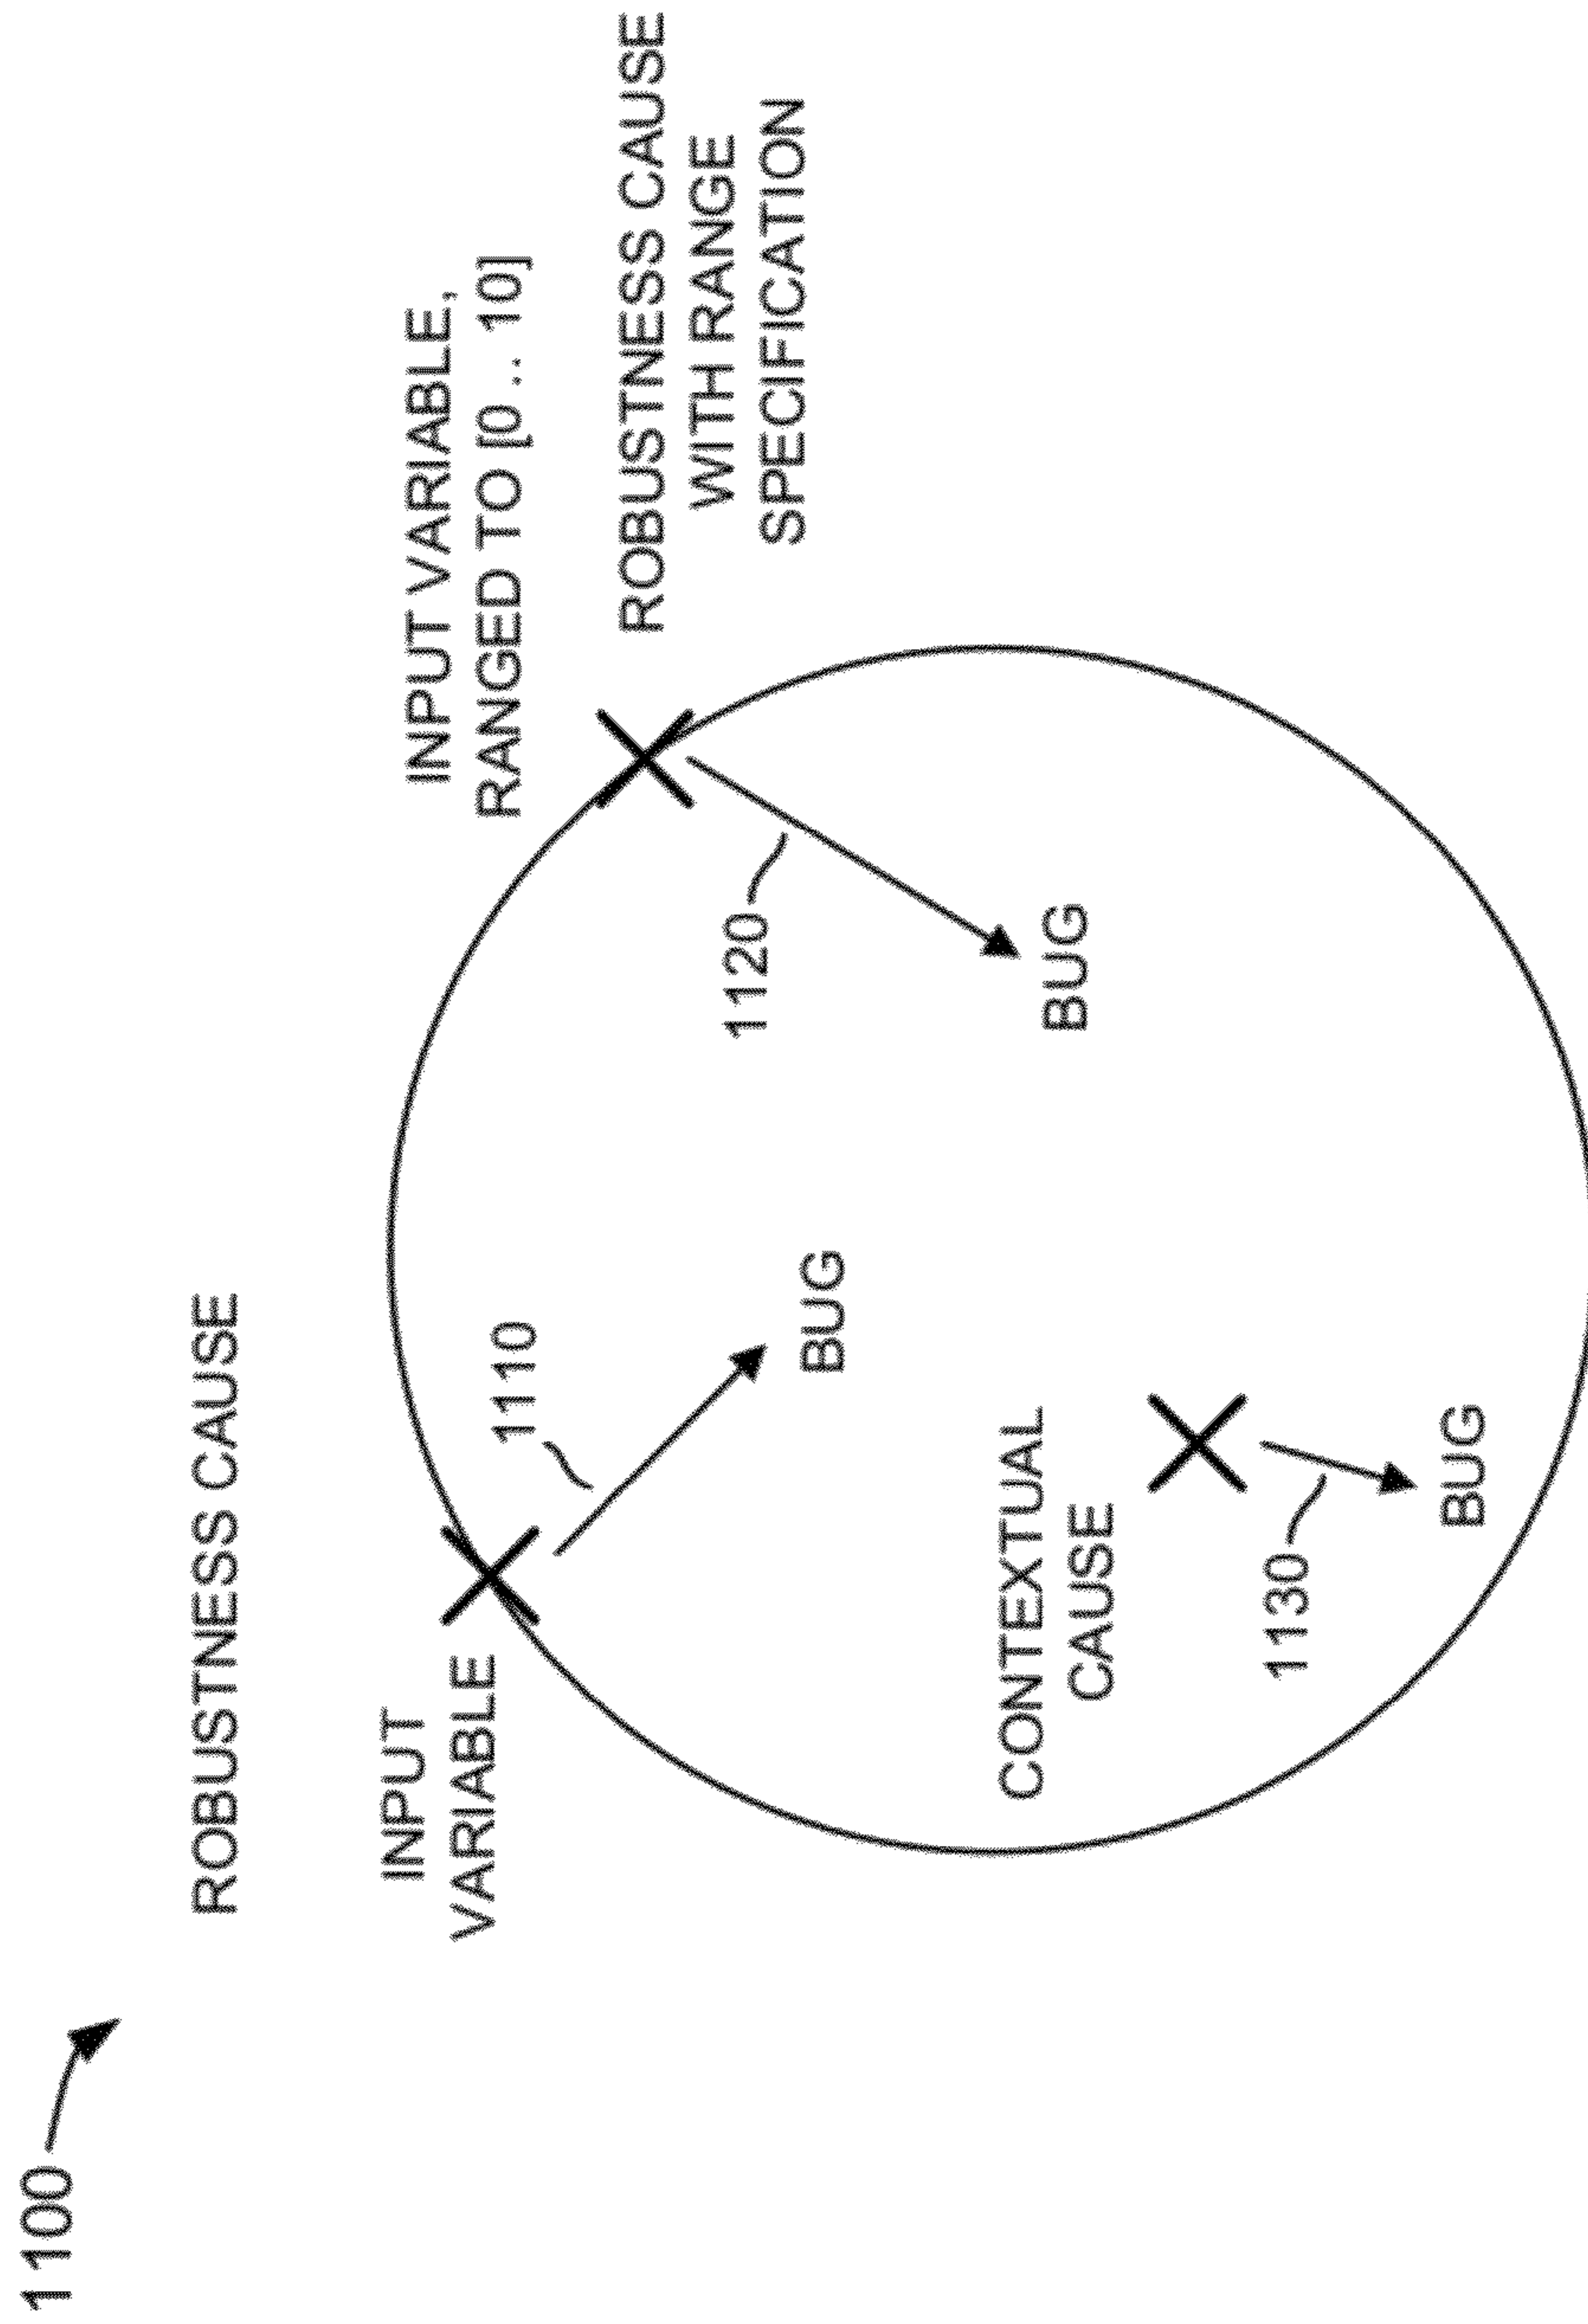 1100
ROBUSTNESS CAUSE
INPUT
VARIABLE
1110
BUG
INPUT VARIABLE,
RANGED TO [0 .. 10]
ROBUSTNESS CAUSE
WITH RANGE
SPECIFICATION
1120
BUG
CONTEXTUAL
CAUSE
1130
BUG